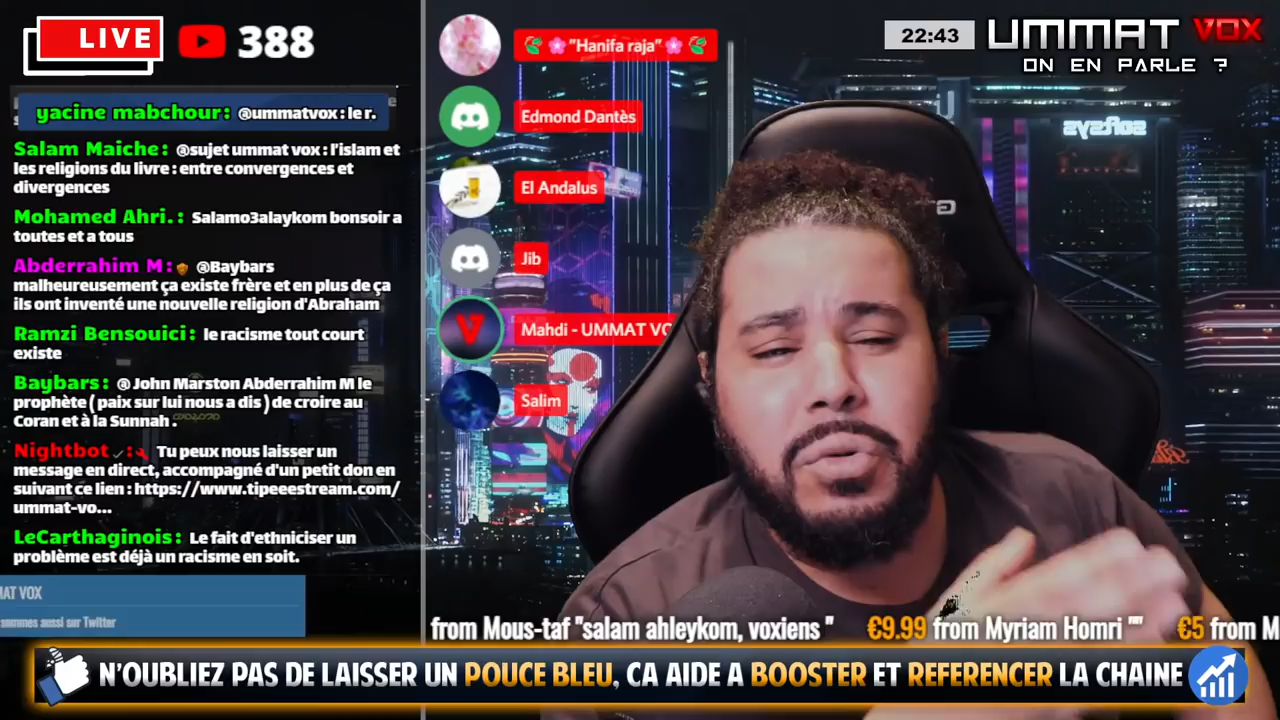 LIVE
388
yacine mabchour: @ummatvox : le r.
Salam Maiche: @sujet ummat vox : l'islam et
les religions du livre : entre convergences et
divergences
Mohamed Ahri.: Salamo3alaykom bonsoir a
toutes et a tous
Abderrahim M: @Baybars
malheureusement ça existe frère et en plus de ça
ils ont inventé une nouvelle religion d'Abraham
Ramzi Bensouici: le racisme tout court
existe
Baybars: @ John Marston Abderrahim M le
prophète ( paix sur lui nous a dis ) de croire au
Coran et à la Sunnah .
Nightbot : Tu peux nous laisser un
message en direct, accompagné d'un petit don en
suivant ce lien : https://www.tipeeestream.com/
ummat-vo...
LeCarthaginois: Le fait d'ethniciser un
problème est déjà un racisme en soit.
MAT VOX
sommes aussi sur Twitter
"Hanifa raja"
Edmond Dantès
El Andalus
Jib
Mahdi - UMMAT VO
Salim
22:43
UMMAT VOX
ON EN PARLE ?
from Mous-taf "salam ahleykom, voxiens " €9.99 from Myriam Homri "" €5 from M
N'OUBLIEZ PAS DE LAISSER UN POUCE BLEU, CA AIDE A BOOSTER ET REFERENCER LA CHAINE